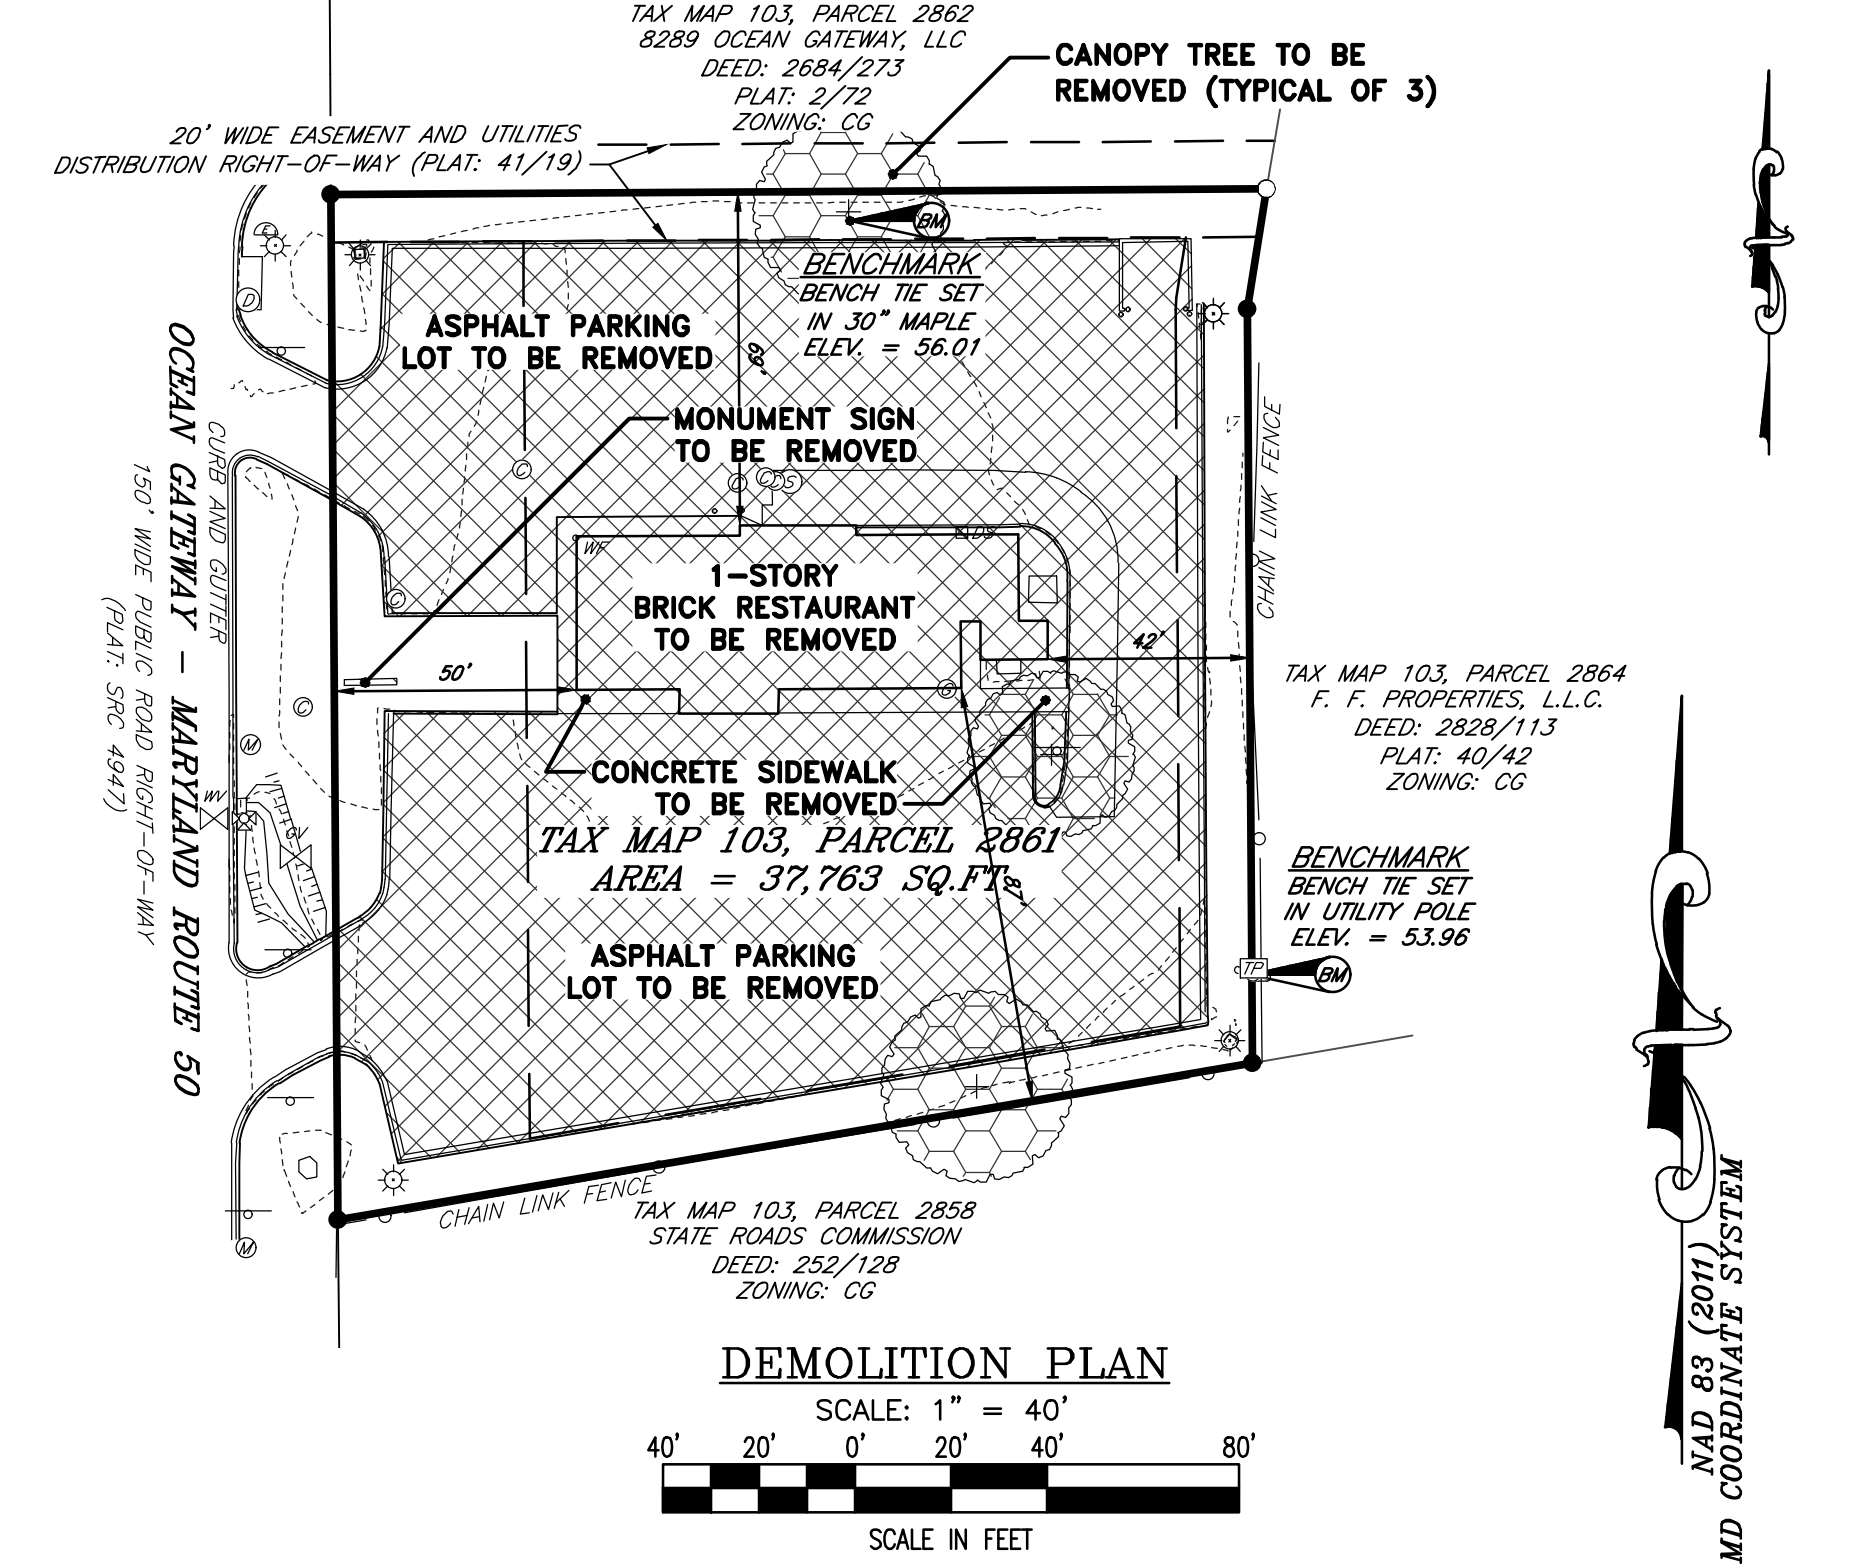 TAX MAP 103, PARCEL 2862
8289 OCEAN GATEWAY, LLC
DEED: 2684/273
PLAT: 2/72
ZONING: CG
CANOPY TREE TO BE
REMOVED (TYPICAL OF 3)
20' WIDE EASEMENT AND UTILITIES
DISTRIBUTION RIGHT-OF-WAY (PLAT: 41/19)
E
D
BM
BENCHMARK
BENCH TIE SET
IN 30" MAPLE
ELEV. = 56.01
ASPHALT PARKING
LOT TO BE REMOVED
69'
MONUMENT SIGN
TO BE REMOVED
C
C
C
S
WF
DS
1-STORY
BRICK RESTAURANT
TO BE REMOVED
C
50'
42'
G
C
M
WV
GV
CONCRETE SIDEWALK
TO BE REMOVED
TAX MAP 103, PARCEL 2861
AREA = 37,763 SQ.FT.
87'
ASPHALT PARKING
LOT TO BE REMOVED
OCEAN GATEWAY - MARYLAND ROUTE 50
CURB AND GUTTER
150' WIDE PUBLIC ROAD RIGHT-OF-WAY
(PLAT: SRC 4947)
CHAIN LINK FENCE
TAX MAP 103, PARCEL 2864
F. F. PROPERTIES, L.L.C.
DEED: 2828/113
PLAT: 40/42
ZONING: CG
BENCHMARK
BENCH TIE SET
IN UTILITY POLE
ELEV. = 53.96
TP
BM
CHAIN LINK FENCE
M
TAX MAP 103, PARCEL 2858
STATE ROADS COMMISSION
DEED: 252/128
ZONING: CG
NAD 83 (2011)
MD COORDINATE SYSTEM
DEMOLITION PLAN
SCALE: 1" = 40'
40' 20' 0' 20' 40' 80'
SCALE IN FEET